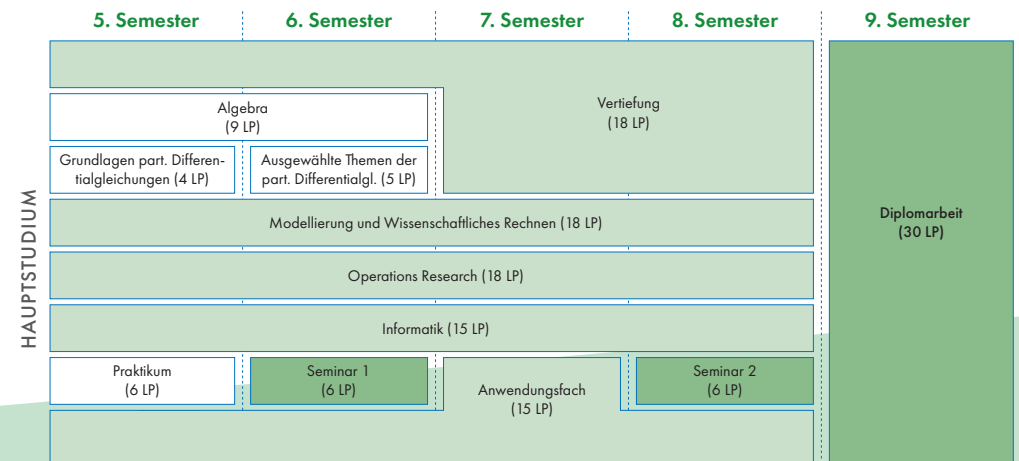 5. Semester
6. Semester
7. Semester
8. Semester
9. Semester
HAUPTSTUDIUM
Vertiefung
(18 LP)
Algebra
(9 LP)
Grundlagen part. Differen-
tialgleichungen (4 LP)
Ausgewählte Themen der
part. Differentialgl. (5 LP)
Modellierung und Wissenschaftliches Rechnen (18 LP)
Operations Research (18 LP)
Informatik (15 LP)
Praktikum
(6 LP)
Seminar 1
(6 LP)
Anwendungsfach
(15 LP)
Seminar 2
(6 LP)
Diplomarbeit
(30 LP)